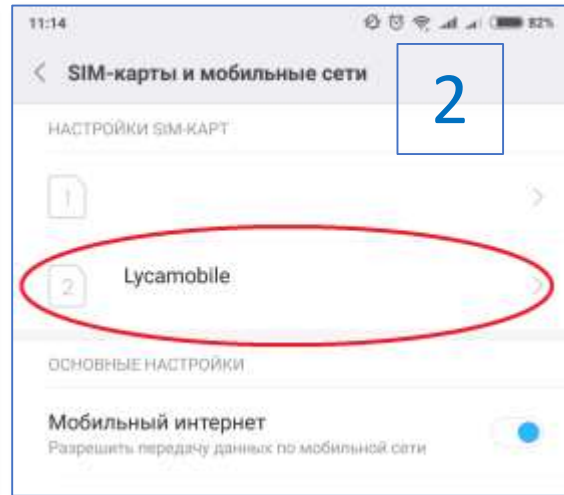 11:14 82%
SIM-карты и мобильные сети
2
НАСТРОЙКИ SIM-КАРТ
1
2 Lycamobile
ОСНОВНЫЕ НАСТРОЙКИ
Мобильный интернет
Разрешить передачу данных по мобильной сети